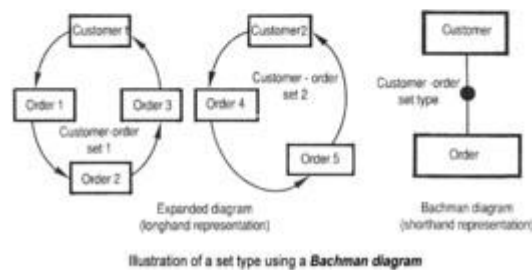 Customer 1
Order 1
Order 3
Customer-order
set 1
Order 2
Customer2
Customer - order
set 2
Order 4
Order 5
Expanded diagram
(longhand representation)
Customer
Customer -order
set type
Order
Bachman diagram
(shorthand representation)
Illustration of a set type using a Bachman diagram